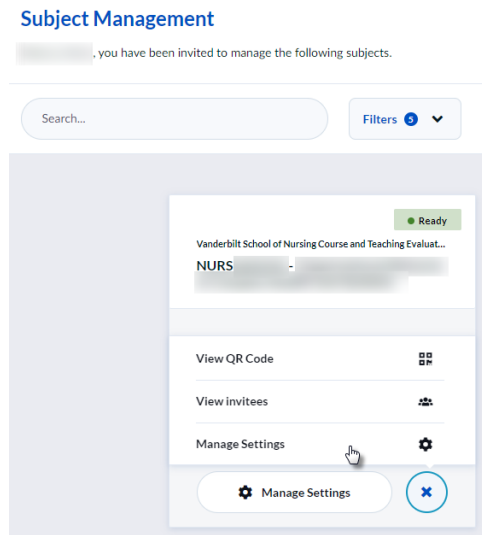 Subject Management
, you have been invited to manage the following subjects.
Search...
Filters 5
Ready
Vanderbilt School of Nursing Course and Teaching Evaluat...
NURS -
View QR Code
View invitees
Manage Settings
Manage Settings